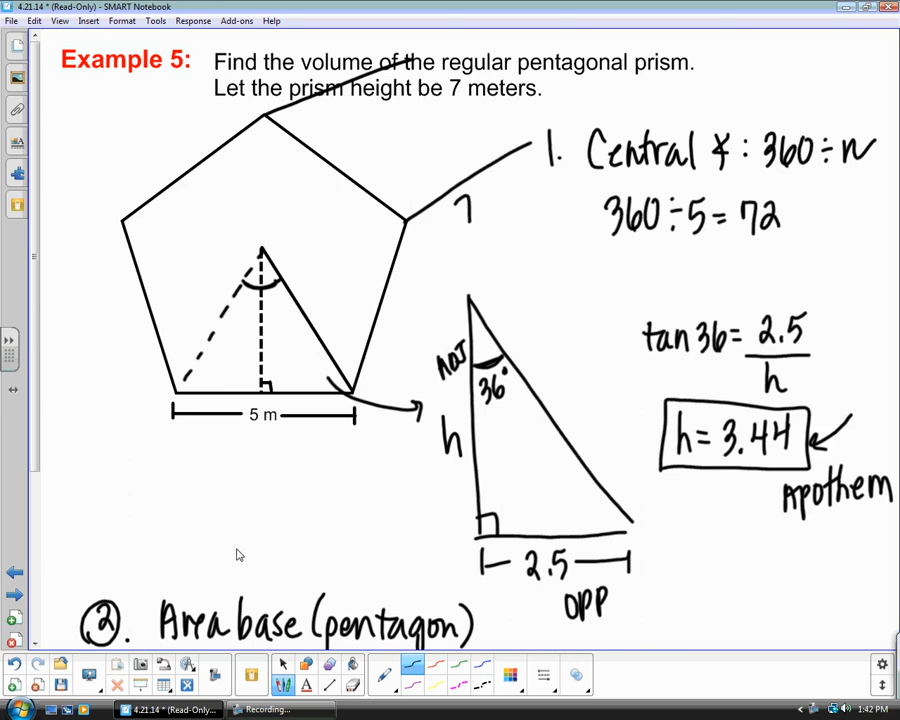 4.21.14 * (Read-Only) - SMART Notebook
File Edit View Insert Format Tools Response Add-ons Help
Example 5: Find the volume of the regular pentagonal prism.
Let the prism height be 7 meters.
1. Central ∡: 360÷n
360÷5=72
7
tan 36 = 2.5
h
ADJ
36°
h
5 m
h = 3.44
Apothem
2.5
OPP
2. Area base (pentagon)
4.21.14 * (Read-Only...
Recording...
1:42 PM